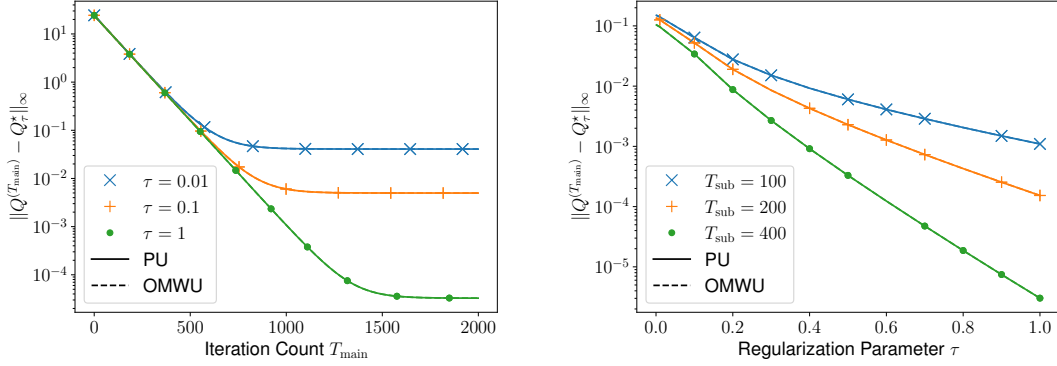 ||Q^(T_main) − Q^⋆_τ||_∞
10^1
10^0
10^−1
10^−2
10^−3
10^−4
τ = 0.01
τ = 0.1
τ = 1
PU
OMWU
0 500 1000 1500 2000
Iteration Count T_main
||Q^(T_main) − Q^⋆_τ||_∞
10^−1
10^−2
10^−3
10^−4
10^−5
T_sub = 100
T_sub = 200
T_sub = 400
PU
OMWU
0.0 0.2 0.4 0.6 0.8 1.0
Regularization Parameter τ